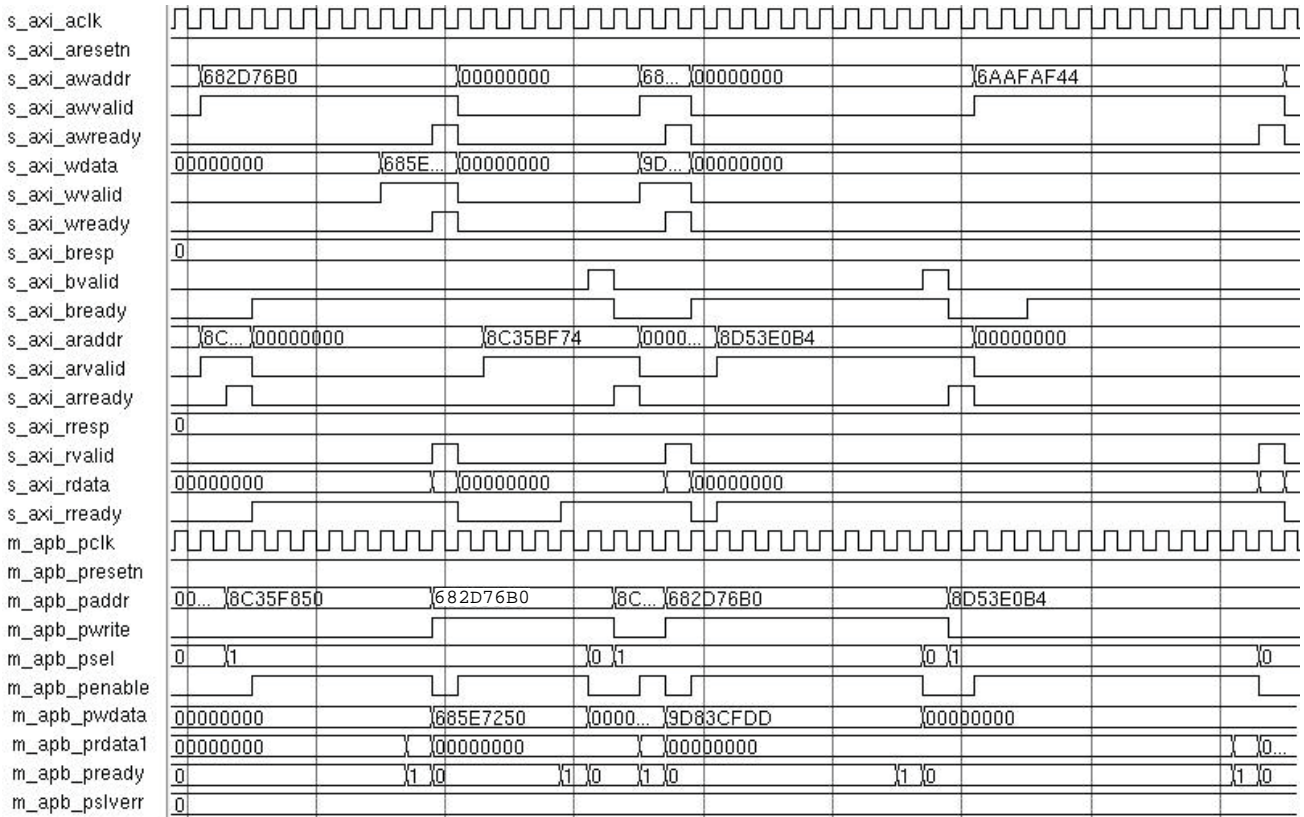 s_axi_aclk
s_axi_aresetn
s_axi_awaddr 682D76B0 00000000 68... 00000000 6AAFAF44
s_axi_awvalid
s_axi_awready
s_axi_wdata 00000000 685E... 00000000 9D... 00000000
s_axi_wvalid
s_axi_wready
s_axi_bresp 0
s_axi_bvalid
s_axi_bready
s_axi_araddr 8C... 00000000 8C35BF74 0000... 8D53E0B4 00000000
s_axi_arvalid
s_axi_arready
s_axi_rresp 0
s_axi_rvalid
s_axi_rdata 00000000 00000000 00000000
s_axi_rready
m_apb_pclk
m_apb_presetn
m_apb_paddr 00... 8C35F850 682D76B0 8C... 682D76B0 8D53E0B4
m_apb_pwrite
m_apb_psel 0 1 0 1 0 1 0
m_apb_penable
m_apb_pwdata 00000000 685E7250 0000... 9D83CFDD 00000000
m_apb_prdata1 00000000 00000000 00000000 0...
m_apb_pready 0 1 0 1 0 1 0 1 0 1 0
m_apb_pslverr 0